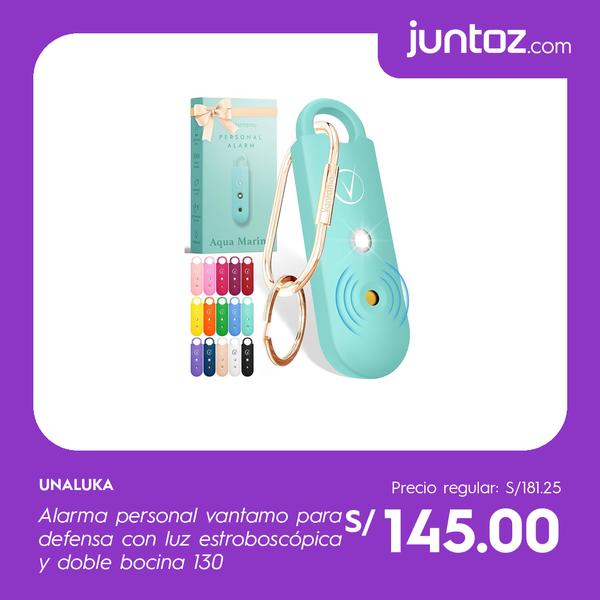 juntoz.com
PERSONAL
ALARM
Aqua Marin
UNALUKA
Precio regular: S/181.25
Alarma personal vantamo para
defensa con luz estroboscópica
y doble bocina 130
S/145.00